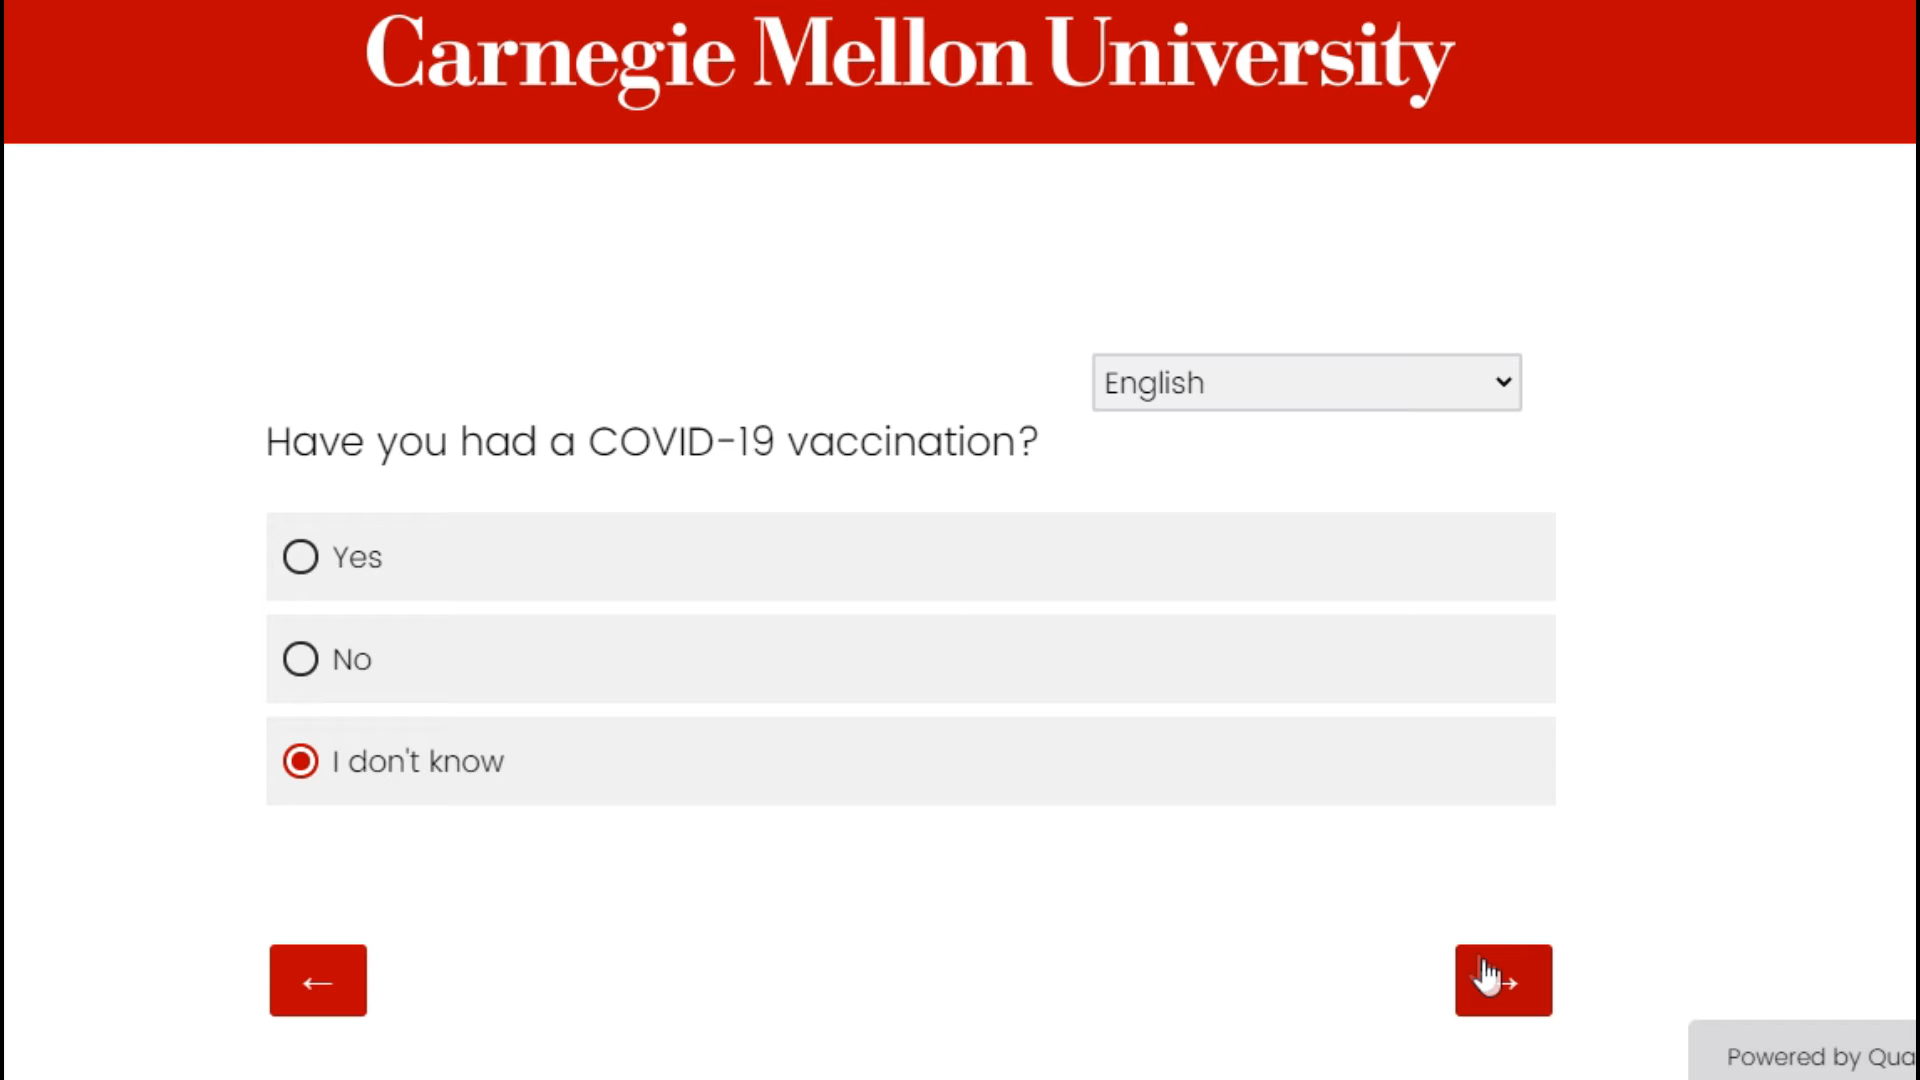 Carnegie Mellon University
English
Have you had a COVID-19 vaccination?
Yes
No
I don't know
←
→
Powered by Qua